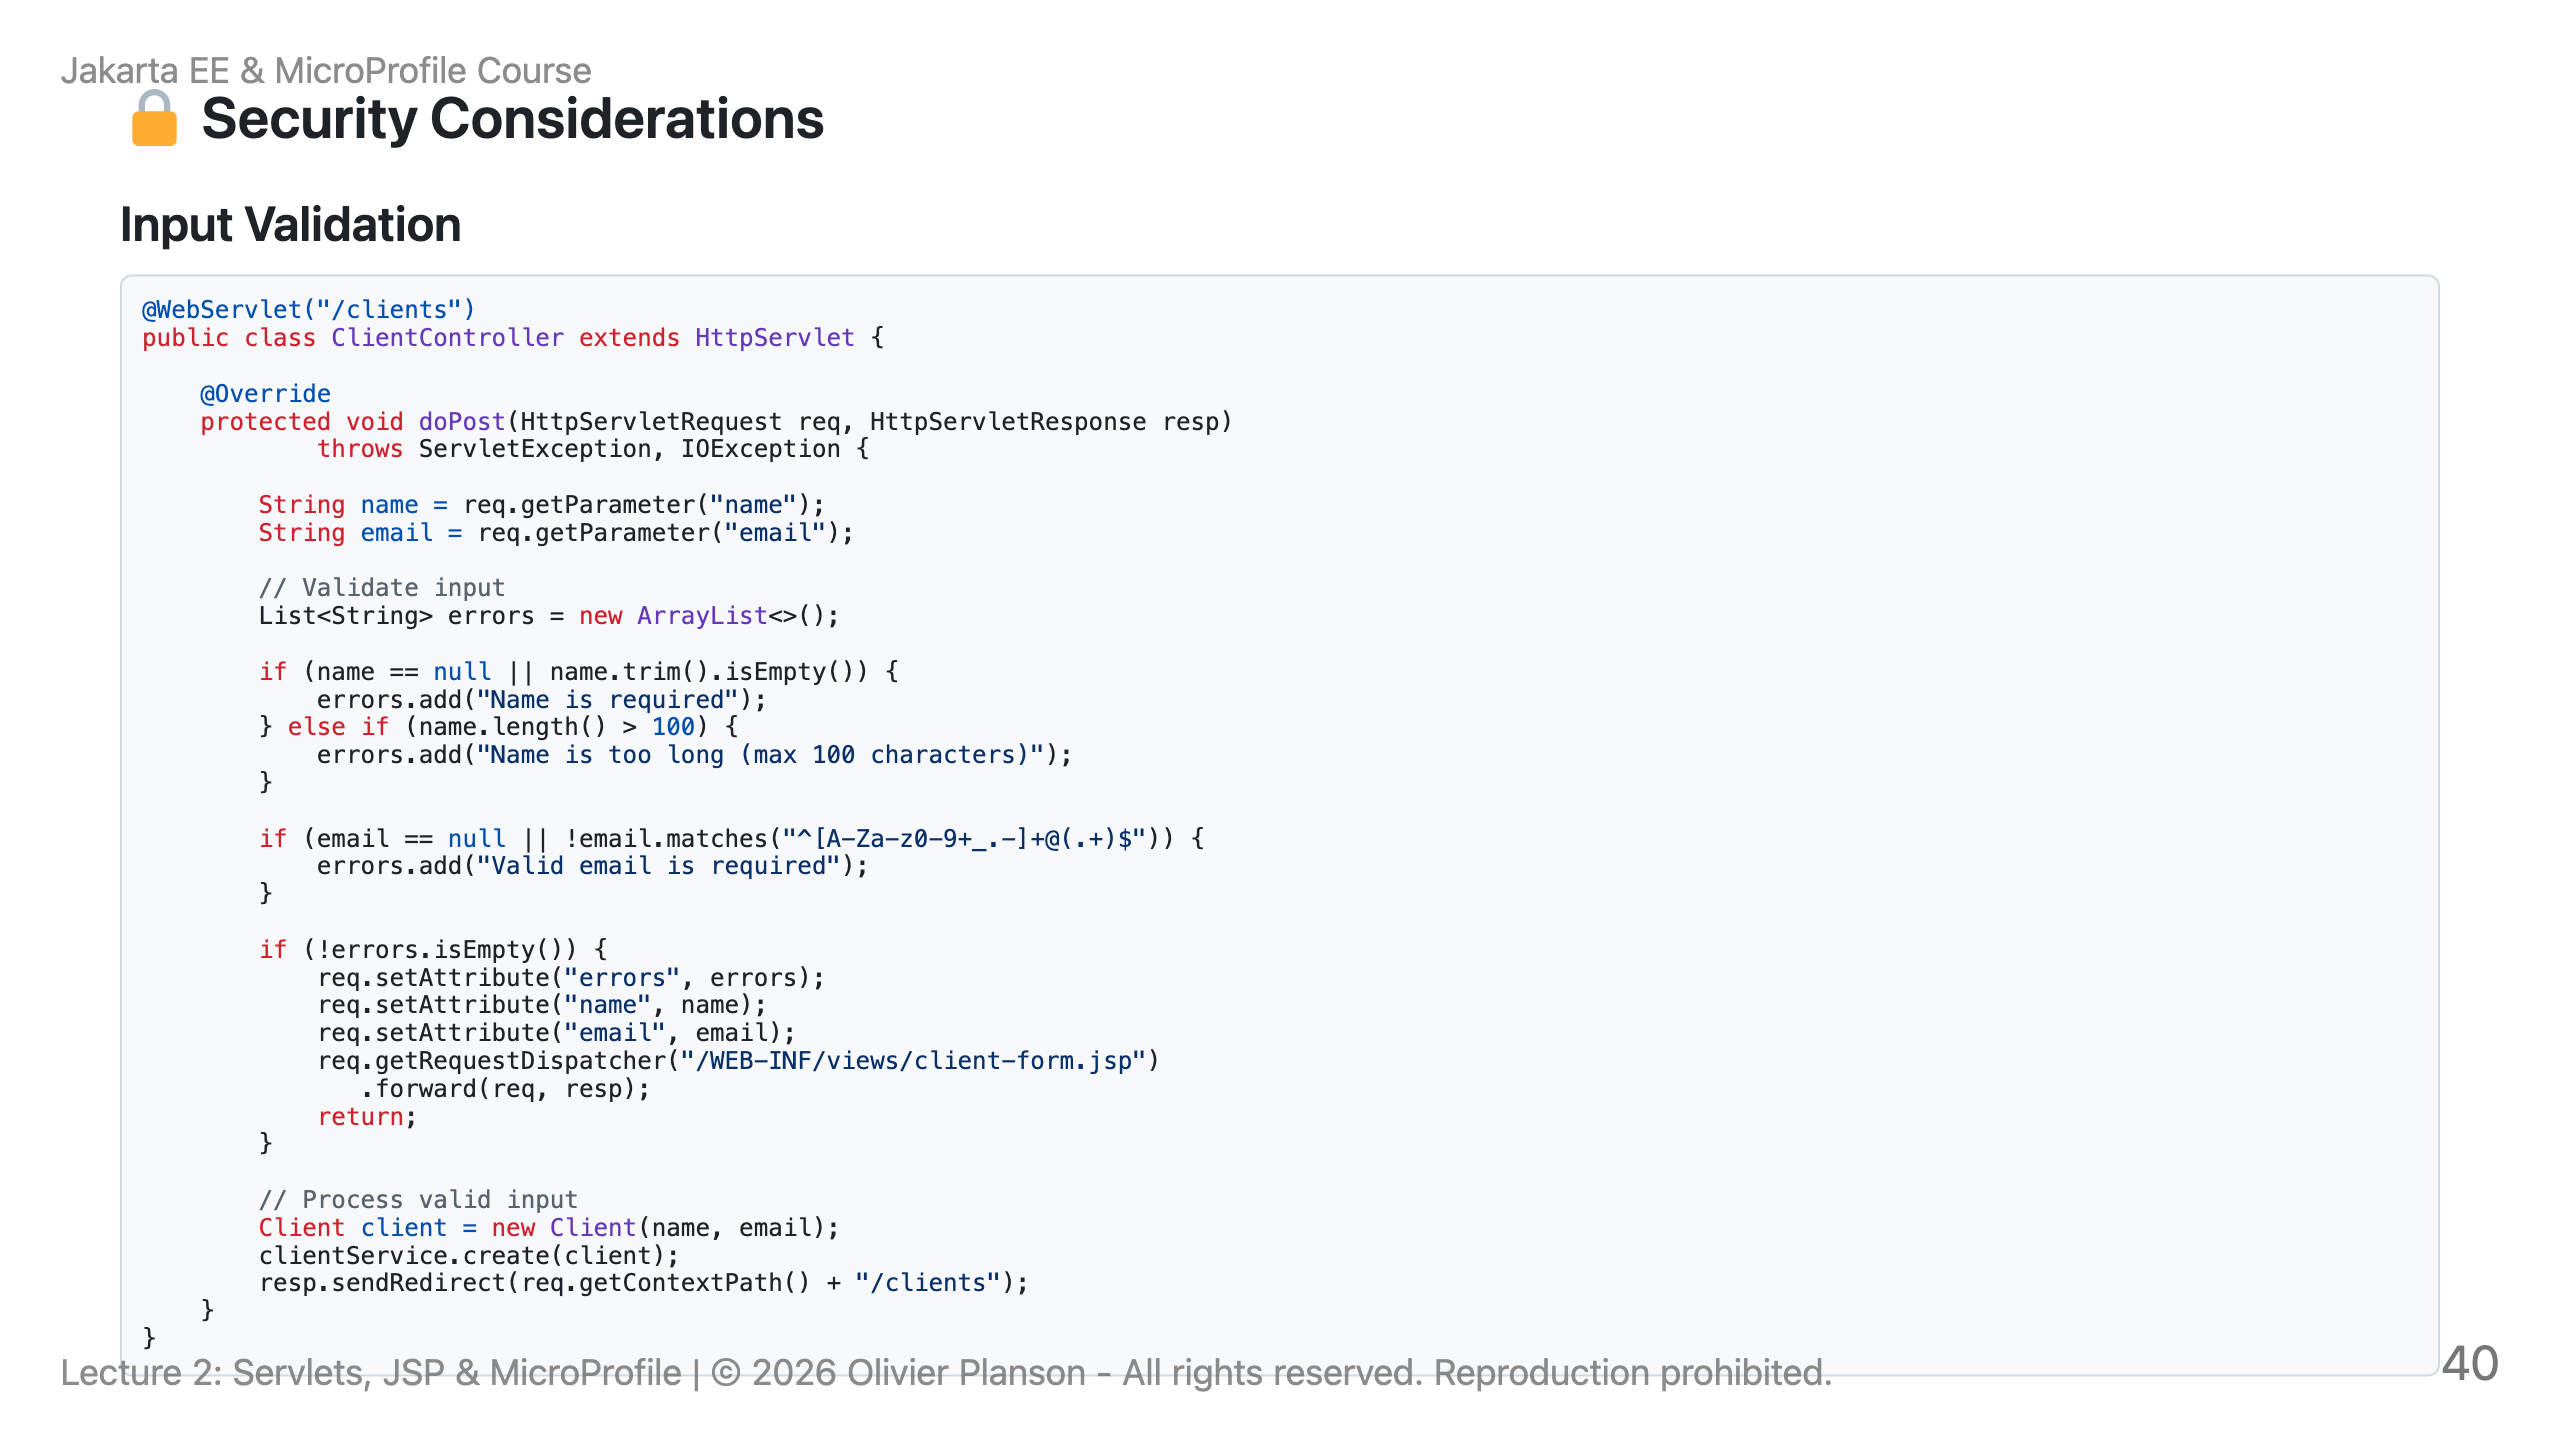 Jakarta EE & MicroProfile Course
🔒 Security Considerations
Input Validation
@WebServlet("/clients")
public class ClientController extends HttpServlet {

    @Override
    protected void doPost(HttpServletRequest req, HttpServletResponse resp)
            throws ServletException, IOException {

        String name = req.getParameter("name");
        String email = req.getParameter("email");

        // Validate input
        List<String> errors = new ArrayList<>();

        if (name == null || name.trim().isEmpty()) {
            errors.add("Name is required");
        } else if (name.length() > 100) {
            errors.add("Name is too long (max 100 characters)");
        }

        if (email == null || !email.matches("^[A-Za-z0-9+_.-]+@(.+)$")) {
            errors.add("Valid email is required");
        }

        if (!errors.isEmpty()) {
            req.setAttribute("errors", errors);
            req.setAttribute("name", name);
            req.setAttribute("email", email);
            req.getRequestDispatcher("/WEB-INF/views/client-form.jsp")
               .forward(req, resp);
            return;
        }

        // Process valid input
        Client client = new Client(name, email);
        clientService.create(client);
        resp.sendRedirect(req.getContextPath() + "/clients");
    }
}
Lecture 2: Servlets, JSP & MicroProfile | © 2026 Olivier Planson - All rights reserved. Reproduction prohibited.
40